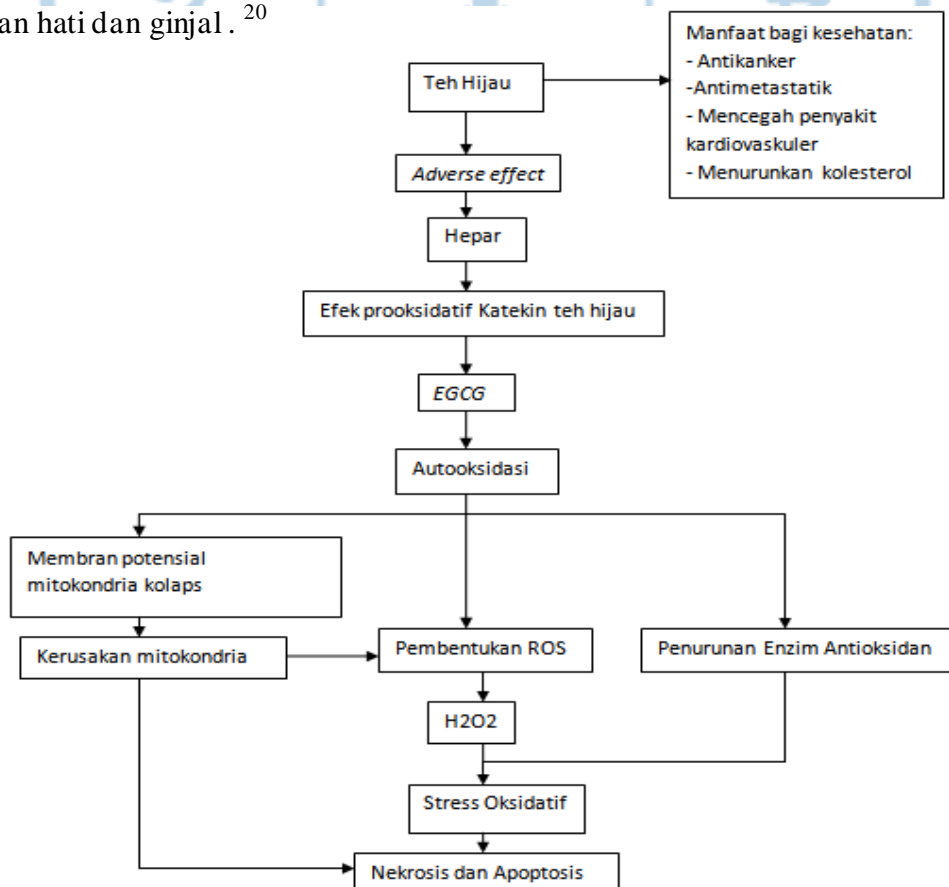 an hati dan ginjal. 20
Manfaat bagi kesehatan:
- Antikanker
-Antimetastatik
- Mencegah penyakit
kardiovaskuler
- Menurunkan kolesterol
Teh Hijau
Adverse effect
Hepar
Efek prooksidatif Katekin teh hijau
EGCG
Autooksidasi
Membran potensial
mitokondria kolaps
Kerusakan mitokondria
Pembentukan ROS
Penurunan Enzim Antioksidan
H2O2
Stress Oksidatif
Nekrosis dan Apoptosis